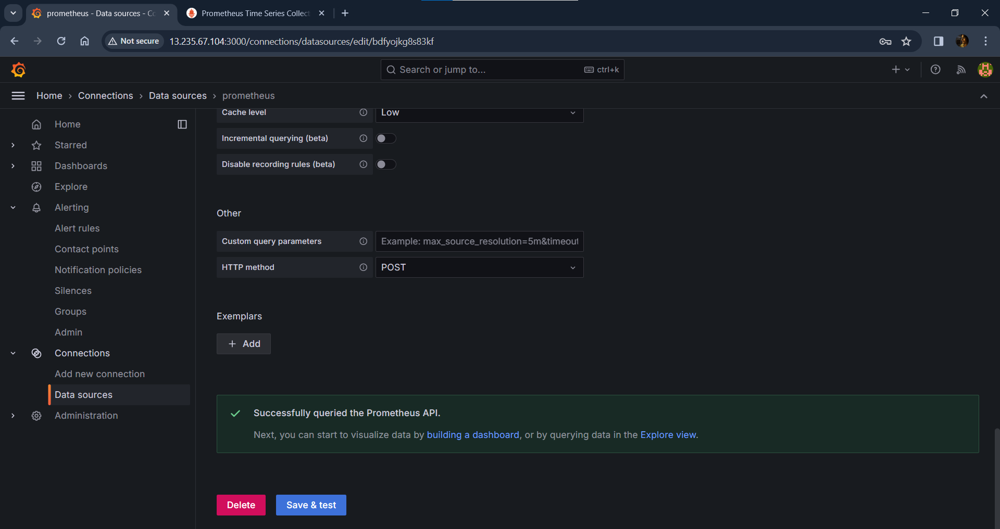 prometheus - Data sources - Co
Prometheus Time Series Collect
Not secure
13.235.67.104:3000/connections/datasources/edit/bdfyojkg8s83kf
Search or jump to...
ctrl+k
Home › Connections › Data sources › prometheus
Home
Starred
Dashboards
Explore
Alerting
Alert rules
Contact points
Notification policies
Silences
Groups
Admin
Connections
Add new connection
Data sources
Administration
Cache level
Low
Incremental querying (beta)
Disable recording rules (beta)
Other
Custom query parameters
Example: max_source_resolution=5m&timeout
HTTP method
POST
Exemplars
+ Add
Successfully queried the Prometheus API.
Next, you can start to visualize data by building a dashboard, or by querying data in the Explore view.
Delete
Save & test